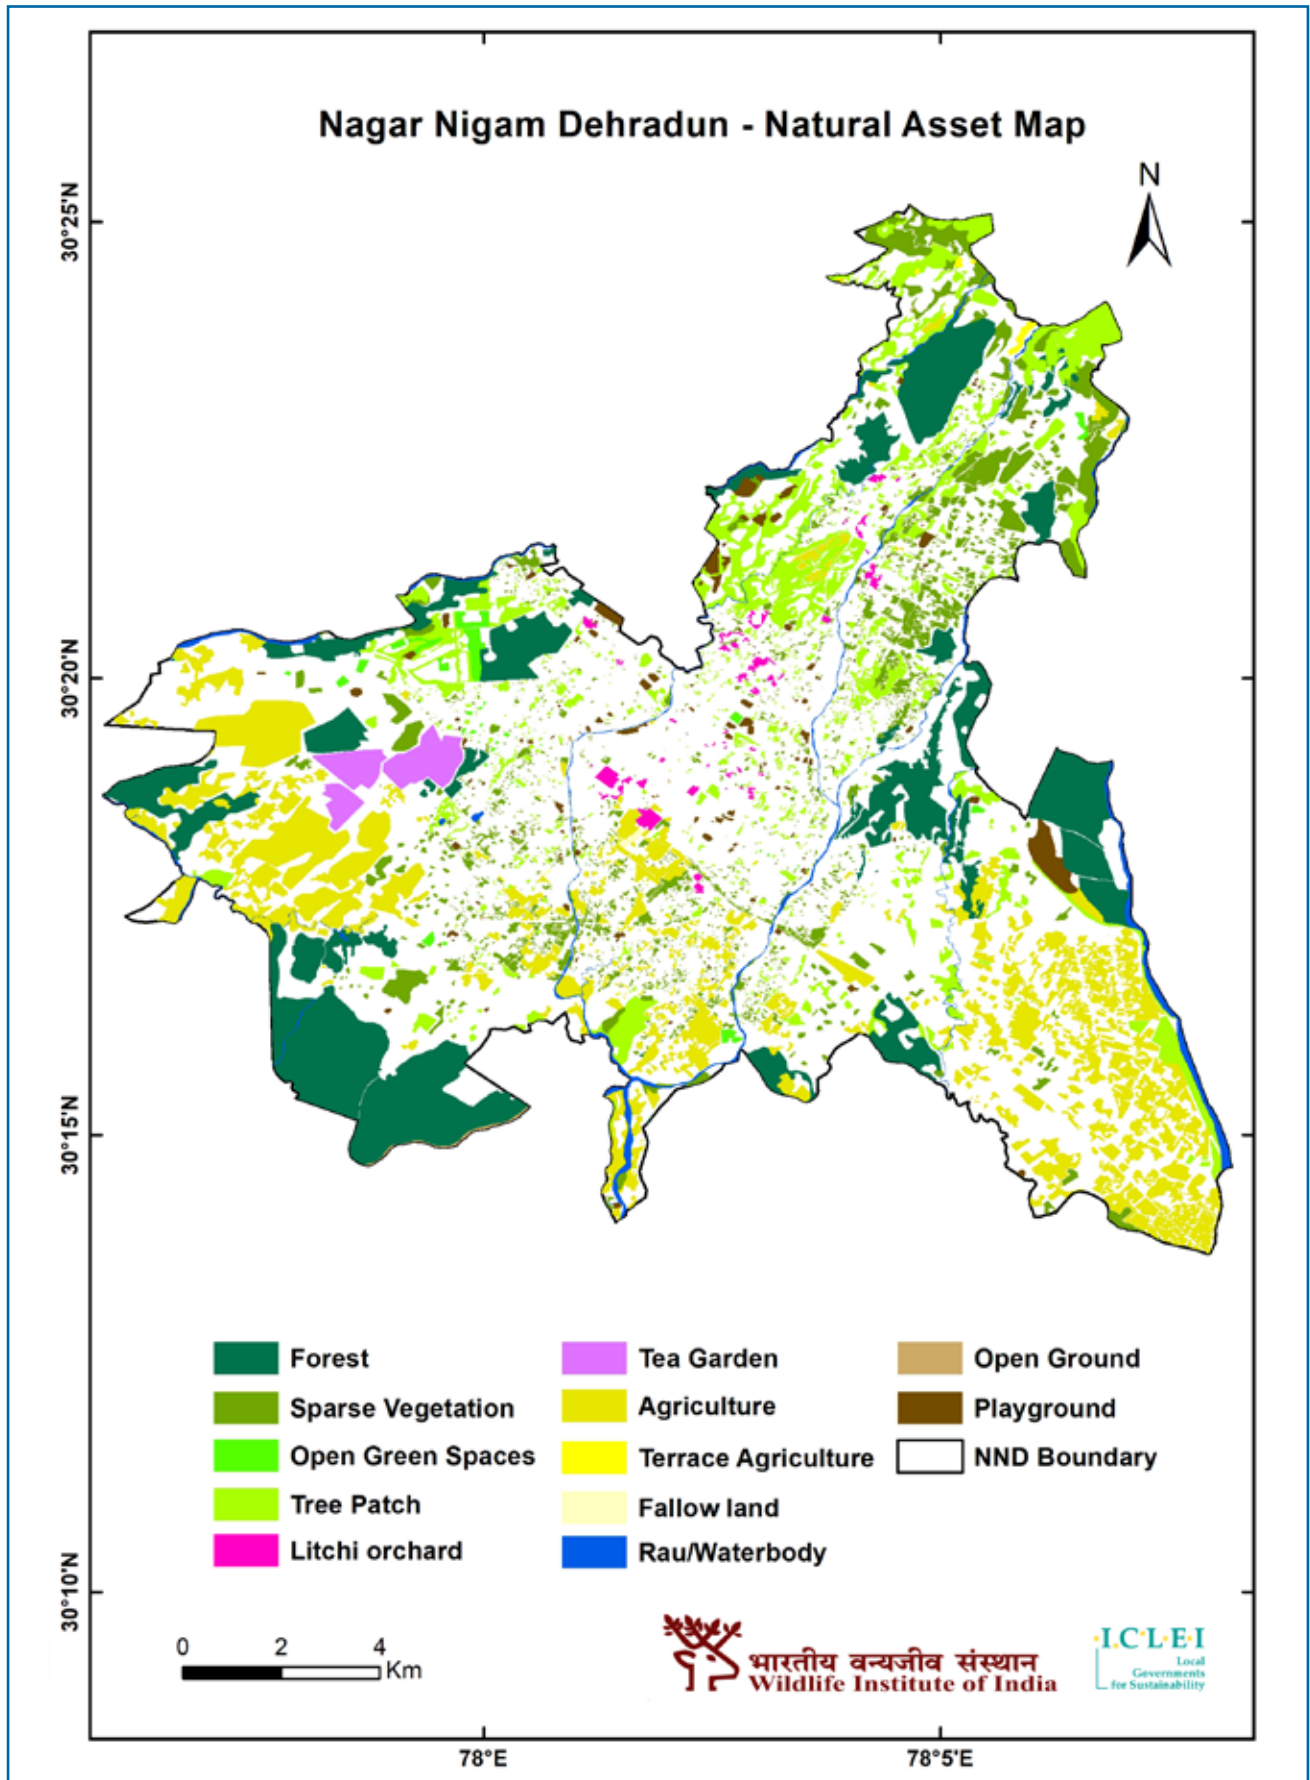 Nagar Nigam Dehradun - Natural Asset Map
N
30°25'N
30°20'N
30°15'N
30°10'N
Forest
Sparse Vegetation
Open Green Spaces
Tree Patch
Litchi orchard
Tea Garden
Agriculture
Terrace Agriculture
Fallow land
Rau/Waterbody
Open Ground
Playground
NND Boundary
0 2 4
Km
भारतीय वन्यजीव संस्थान
Wildlife Institute of India
·I.C·L·E·I
Local
Governments
for Sustainability
78°E 78°5'E